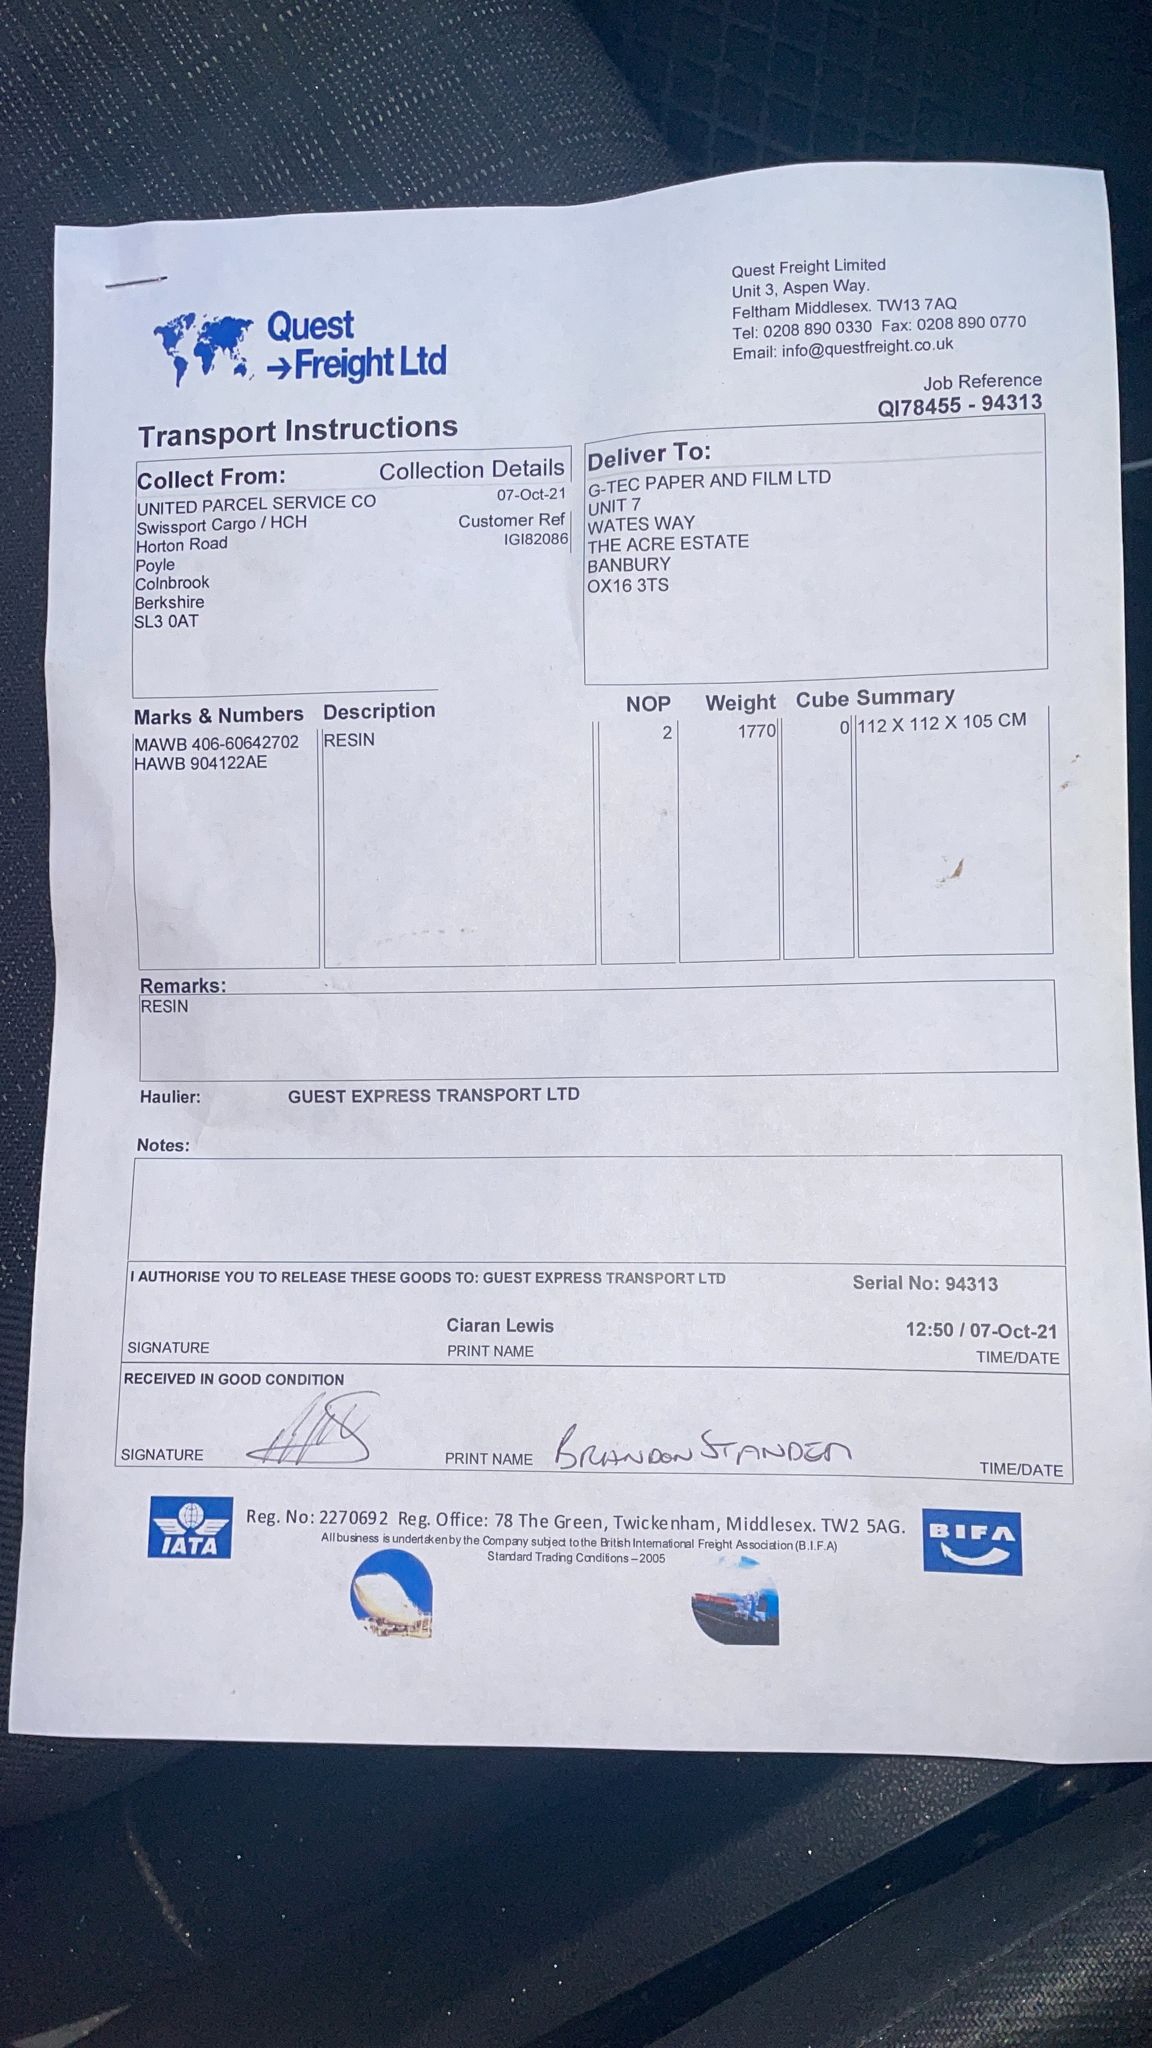 Quest
→Freight Ltd
Quest Freight Limited
Unit 3, Aspen Way.
Feltham Middlesex. TW13 7AQ
Tel: 0208 890 0330 Fax: 0208 890 0770
Email: info@questfreight.co.uk
Job Reference
QI78455 - 94313
Transport Instructions
Collect From: Collection Details
UNITED PARCEL SERVICE CO 07-Oct-21
Swissport Cargo / HCH Customer Ref
Horton Road IGI82086
Poyle
Colnbrook
Berkshire
SL3 0AT
Deliver To:
G-TEC PAPER AND FILM LTD
UNIT 7
WATES WAY
THE ACRE ESTATE
BANBURY
OX16 3TS
Marks & Numbers Description NOP Weight Cube Summary
MAWB 406-60642702 RESIN 2 1770 0 112 X 112 X 105 CM
HAWB 904122AE
Remarks:
RESIN
Haulier: GUEST EXPRESS TRANSPORT LTD
Notes:
I AUTHORISE YOU TO RELEASE THESE GOODS TO: GUEST EXPRESS TRANSPORT LTD Serial No: 94313
Ciaran Lewis 12:50 / 07-Oct-21
SIGNATURE PRINT NAME TIME/DATE
RECEIVED IN GOOD CONDITION
SIGNATURE PRINT NAME BRANDON TIME/DATE
IATA
Reg. No: 2270692 Reg. Office: 78 The Green, Twickenham, Middlesex. TW2 5AG.
All business is undertaken by the Company subject to the British International Freight Association (B.I.F.A)
Standard Trading Conditions – 2005
BIFA